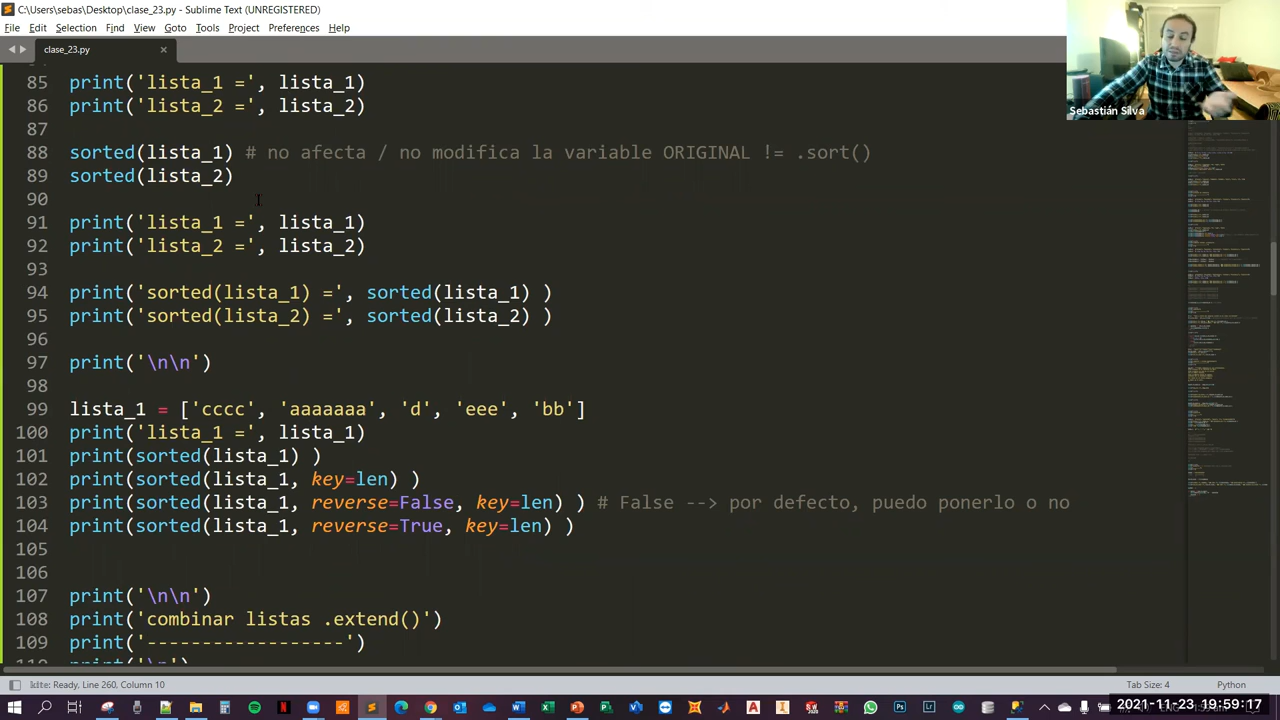 C:\Users\sebas\Desktop\clase_23.py - Sublime Text (UNREGISTERED)
File Edit Selection Find View Goto Tools Project Preferences Help
clase_23.py
Sebastián Silva
85 print('lista_1 =', lista_1)
86 print('lista_2 =', lista_2)
87
88 sorted(lista_1) # no afecta / no modifica variable ORIGINAL != .sort()
89 sorted(lista_2)
90
91 print('lista_1 =', lista_1)
92 print('lista_2 =', lista_2)
93
94 print('sorted(lista_1) =', sorted(lista_1) )
95 print('sorted(lista_2) =', sorted(lista_2) )
96
97 print('\n\n')
98
99 lista_1 = ['cccc', 'aaaaaaa', 'd', 'eee', 'bb']
100 print('lista_1 =', lista_1)
101 print(sorted(lista_1) )
102 print(sorted(lista_1, key=len) )
103 print(sorted(lista_1, reverse=False, key=len) ) # False --> por defecto, puedo ponerlo o no
104 print(sorted(lista_1, reverse=True, key=len) )
105
106
107 print('\n\n')
108 print('combinar listas .extend()')
109 print('------------------')
110 print('\n')
Ready, Line 260, Column 10
Tab Size: 4 Python
2021-11-23 19:59:17